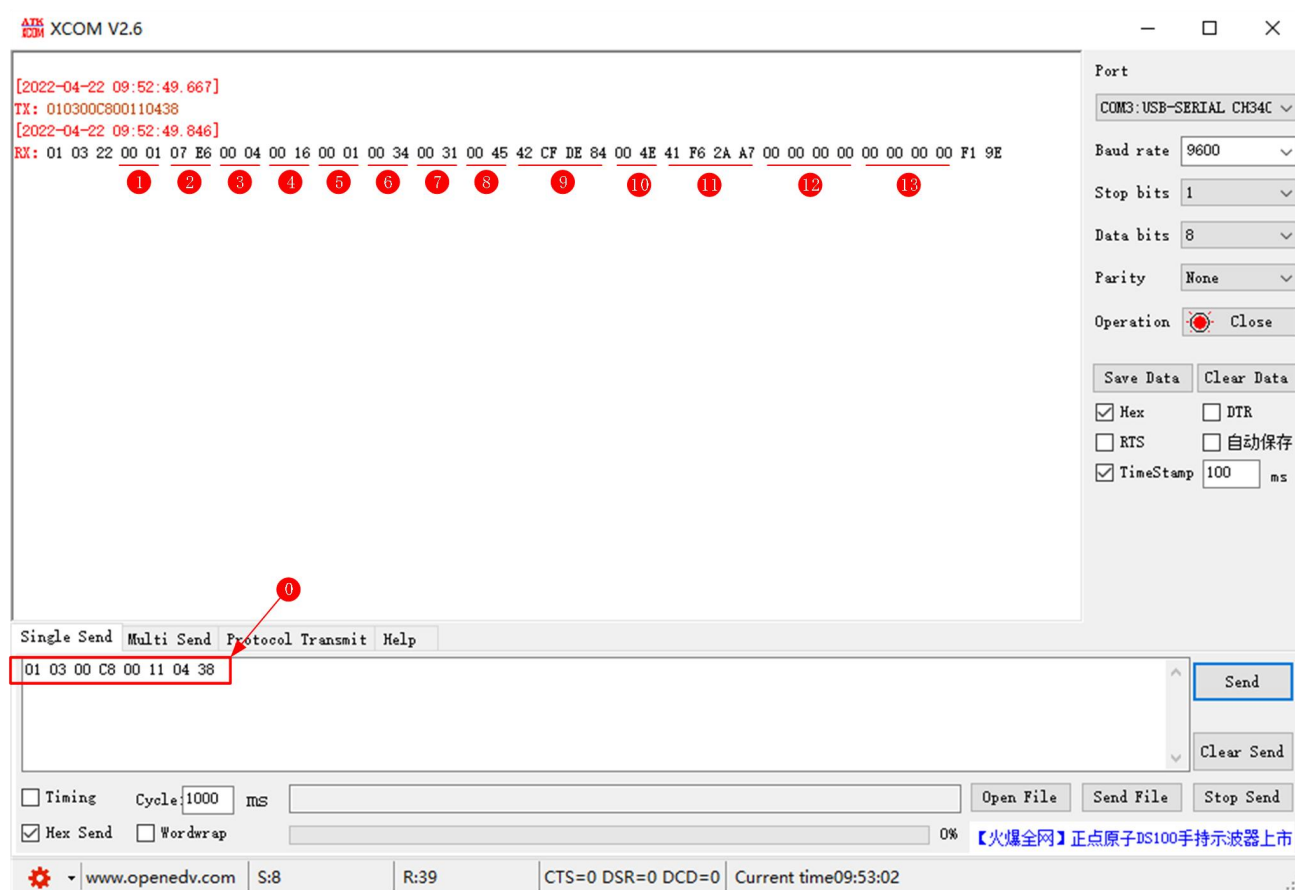 ATK XCOM XCOM V2.6
[2022-04-22 09:52:49.667]
TX: 010300C800110438
[2022-04-22 09:52:49.846]
RX: 01 03 22 00 01 07 E6 00 04 00 16 00 01 00 34 00 31 00 45 42 CF DE 84 00 4E 41 F6 2A A7 00 00 00 00 00 00 00 00 F1 9E
1 2 3 4 5 6 7 8 9 10 11 12 13
Port
COM3:USB-SERIAL CH34C
Baud rate 9600
Stop bits 1
Data bits 8
Parity None
Operation Close
Save Data Clear Data
Hex DTR
RTS 自动保存
TimeStamp 100 ms
0
Single Send Multi Send Protocol Transmit Help
01 03 00 C8 00 11 04 38
Send
Clear Send
Timing Cycle:1000 ms Open File Send File Stop Send
Hex Send Wordwrap 0% 【火爆全网】正点原子DS100手持示波器上市
www.openedv.com S:8 R:39 CTS=0 DSR=0 DCD=0 Current time09:53:02